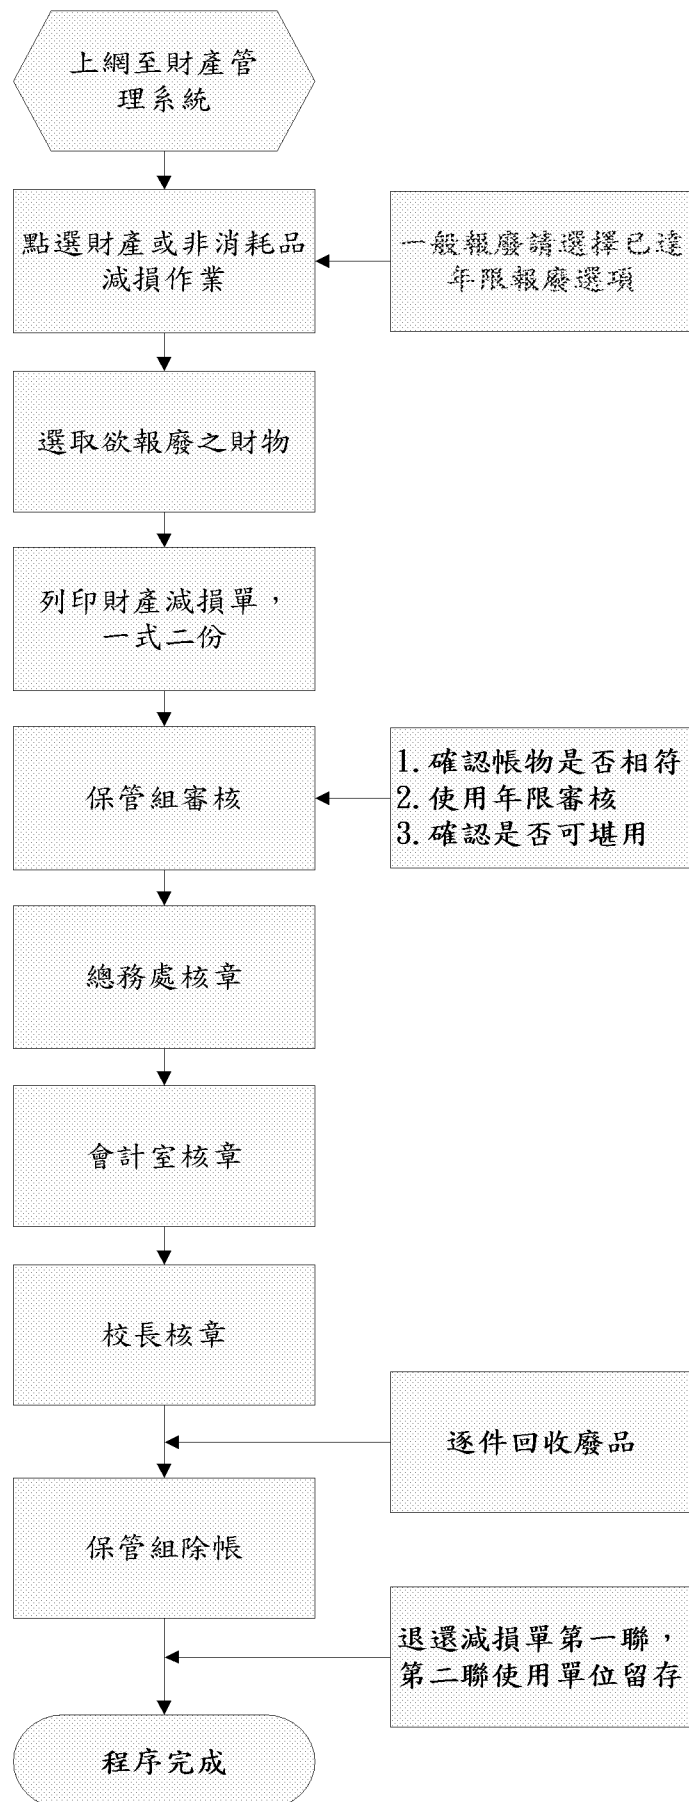 上網至財產管
理系統
點選財產或非消耗品
減損作業
一般報廢請選擇已達
年限報廢選項
選取欲報廢之財物
列印財產減損單，
一式二份
保管組審核
1. 確認帳物是否相符
2. 使用年限審核
3. 確認是否可堪用
總務處核章
會計室核章
校長核章
逐件回收廢品
保管組除帳
退還減損單第一聯，
第二聯使用單位留存
程序完成